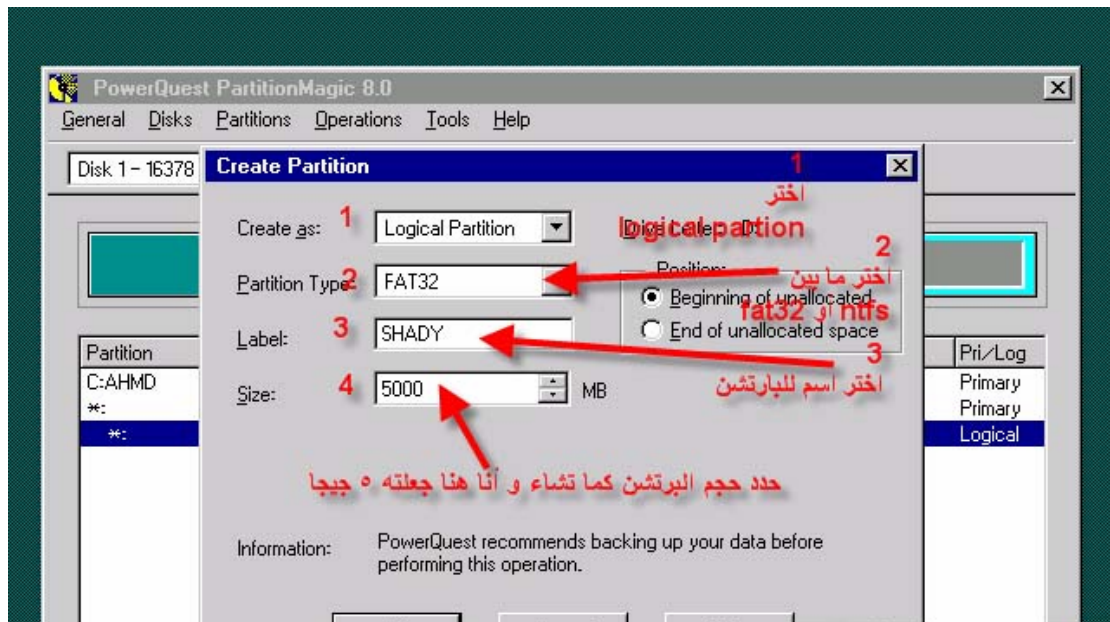 PowerQuest PartitionMagic 8.0
General Disks Partitions Operations Tools Help
Disk 1 – 16378
Create Partition
1
اختر
logical partion
Create as: 1 Logical Partition
Drive Letter: D:
2
اختر ما بين
ntfs او fat32
Partition Type: 2 FAT32
Position:
Beginning of unallocated
End of unallocated space
Label: 3 SHADY
3
اختر اسم للبارتشن
Size: 4 5000 MB
حدد حجم البرتشن كما تشاء و أنا هنا جعلته ٥ جيجا
Partition Pri/Log
C:AHMD Primary
*: Primary
*: Logical
Information: PowerQuest recommends backing up your data before
performing this operation.